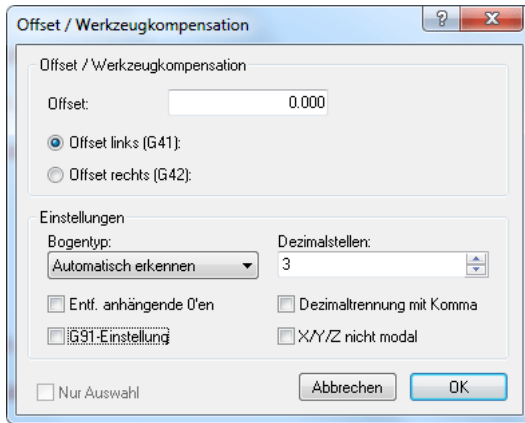 Offset / Werkzeugkompensation
Offset / Werkzeugkompensation
Offset: 0.000
Offset links (G41):
Offset rechts (G42):
Einstellungen
Bogentyp: Dezimalstellen:
Automatisch erkennen 3
Entf. anhängende 0'en Dezimaltrennung mit Komma
G91-Einstellung X/Y/Z nicht modal
Nur Auswahl Abbrechen OK